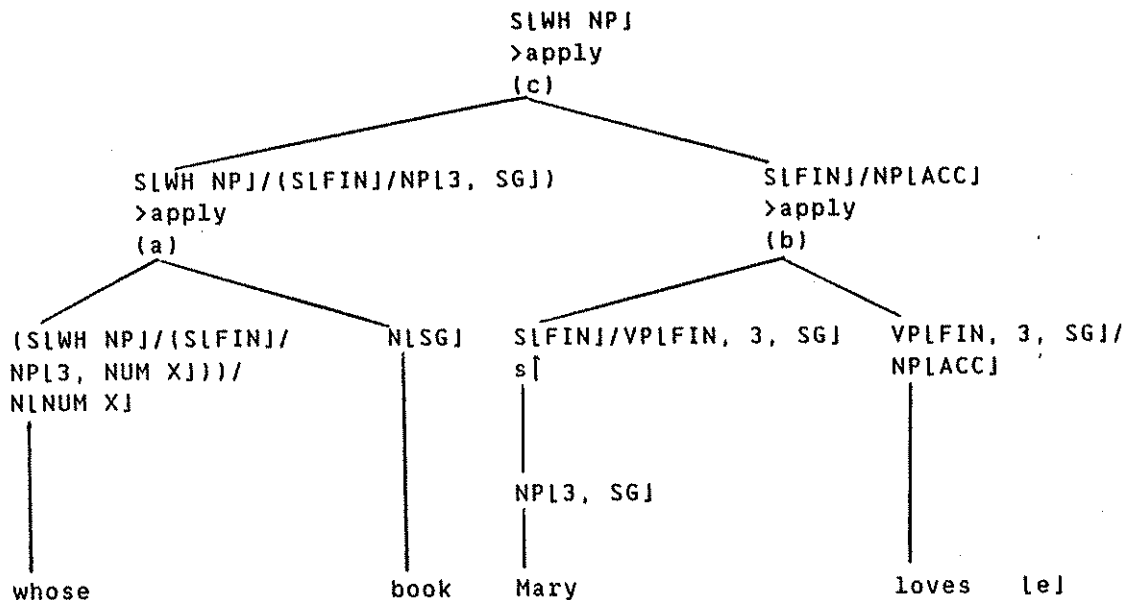 S⌊WH NP⌋
>apply
(c)
S⌊WH NP⌋/(S⌊FIN⌋/NP⌊3, SG⌋)
>apply
(a)
S⌊FIN⌋/NP⌊ACC⌋
>apply
(b)
(S⌊WH NP⌋/(S⌊FIN⌋/
NP⌊3, NUM X⌋))/
N⌊NUM X⌋
N⌊SG⌋
S⌊FIN⌋/VP⌊FIN, 3, SG⌋
s⌈
VP⌊FIN, 3, SG⌋/
NP⌊ACC⌋
NP⌊3, SG⌋
whose
book
Mary
loves
⌊e⌋